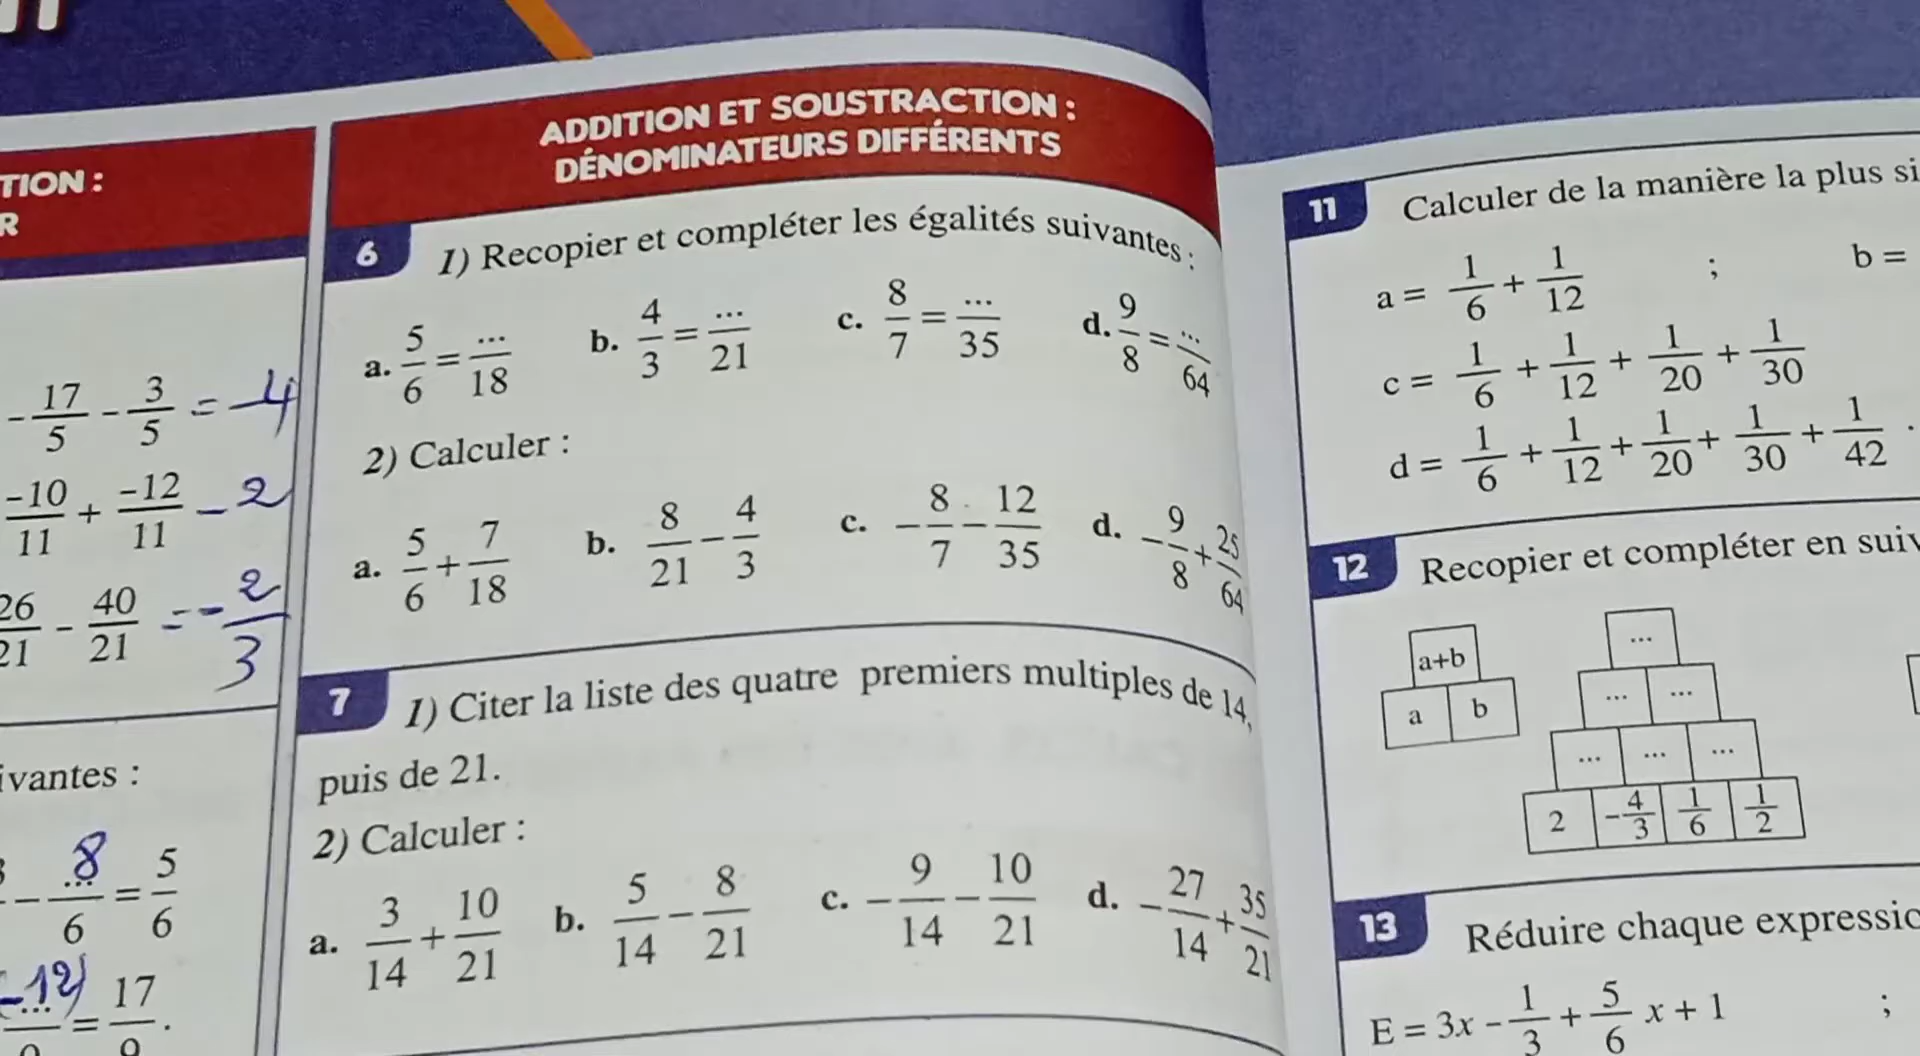 TION :
R
- 17/5 - 3/5 = -4
-10/11 + -12/11 - 2
26/21 - 40/21 = - 2/3
ivantes :
- 8/6 = 5/6
-12 = 17/9 .
ADDITION ET SOUSTRACTION :
DÉNOMINATEURS DIFFÉRENTS
6 1) Recopier et compléter les égalités suivantes :
a. 5/6 = .../18 b. 4/3 = .../21 c. 8/7 = .../35 d. 9/8 = .../64
2) Calculer :
a. 5/6 + 7/18 b. 8/21 - 4/3 c. - 8/7 - 12/35 d. - 9/8 + 25/64
7 1) Citer la liste des quatre premiers multiples de 14,
puis de 21.
2) Calculer :
a. 3/14 + 10/21 b. 5/14 - 8/21 c. - 9/14 - 10/21 d. - 27/14 + 35/21
11 Calculer de la manière la plus si
a = 1/6 + 1/12 ; b =
c = 1/6 + 1/12 + 1/20 + 1/30
d = 1/6 + 1/12 + 1/20 + 1/30 + 1/42 .
12 Recopier et compléter en suiv
a+b
a b
...
... ...
... ... ...
2 -4/3 1/6 1/2
13 Réduire chaque expressio
E = 3x - 1/3 + 5/6 x + 1 ;